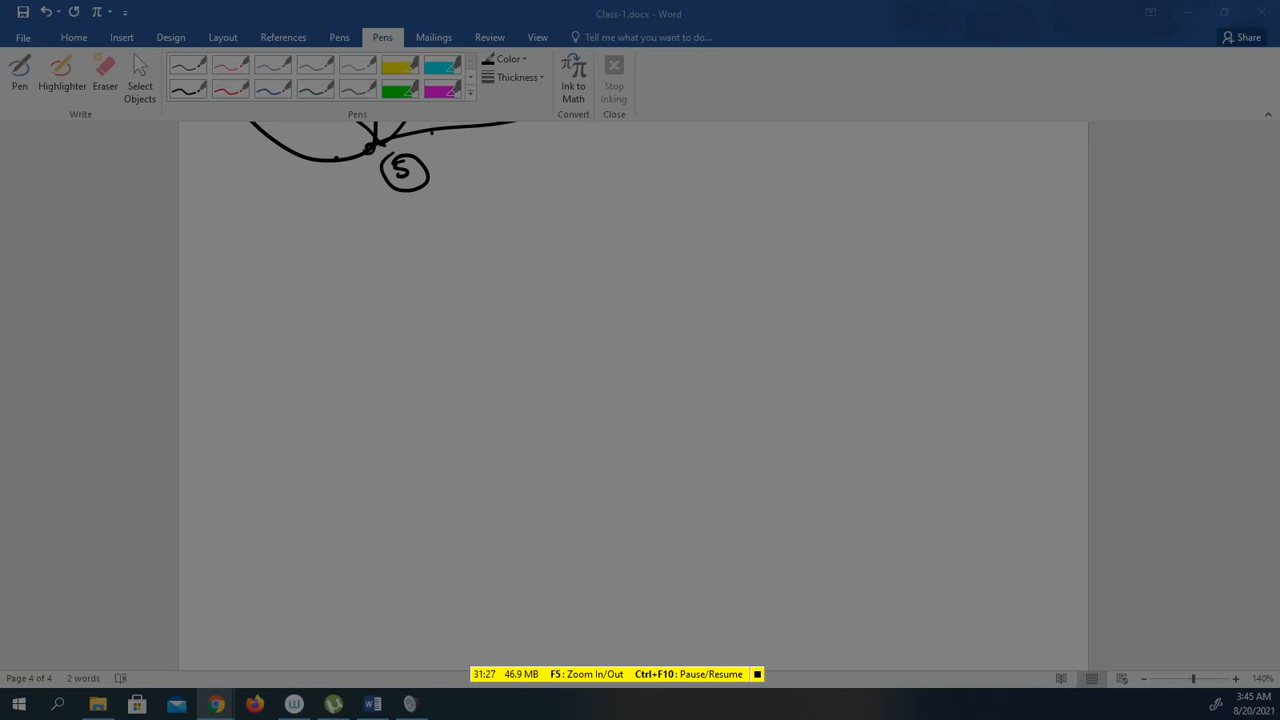 Class-1.docx - Word
File Home Insert Design Layout References Pens Pens Mailings Review View Tell me what you want to do... Share
Pen Highlighter Eraser Select Objects Color Thickness Ink to Math Stop Inking
Write Pens Convert Close
5
31:27 46.9 MB F5 : Zoom In/Out Ctrl+F10 : Pause/Resume
Page 4 of 4 2 words 140%
3:45 AM
8/20/2021